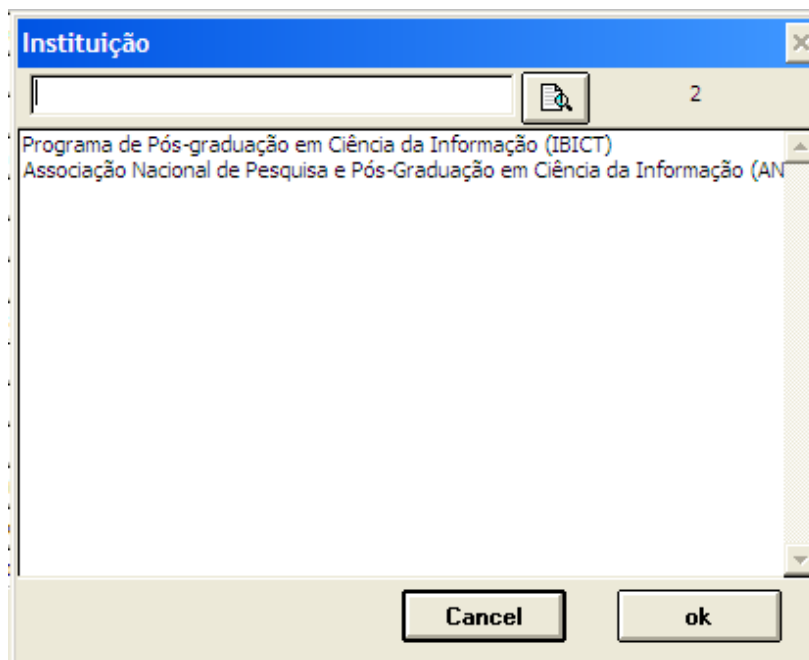 Instituição
2
Programa de Pós-graduação em Ciência da Informação (IBICT)
Associação Nacional de Pesquisa e Pós-Graduação em Ciência da Informação (AN
Cancel
ok